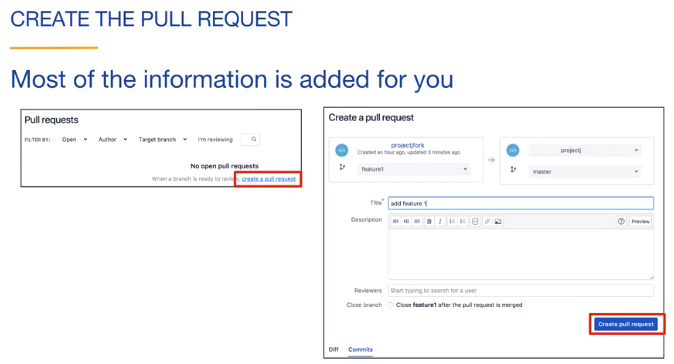 CREATE THE PULL REQUEST
Most of the information is added for you
Pull requests
FILTER BY: Open Author Target branch I'm reviewing
No open pull requests
When a branch is ready to review, create a pull request.
Create a pull request
projectjfork
Created an hour ago, updated 3 minutes ago
feature1
projectj
master
Title*
add feature 1
Description
H1 H2 H3 B I
Preview
Reviewers
Start typing to search for a user
Close branch
Close feature1 after the pull request is merged
Create pull request
Diff Commits